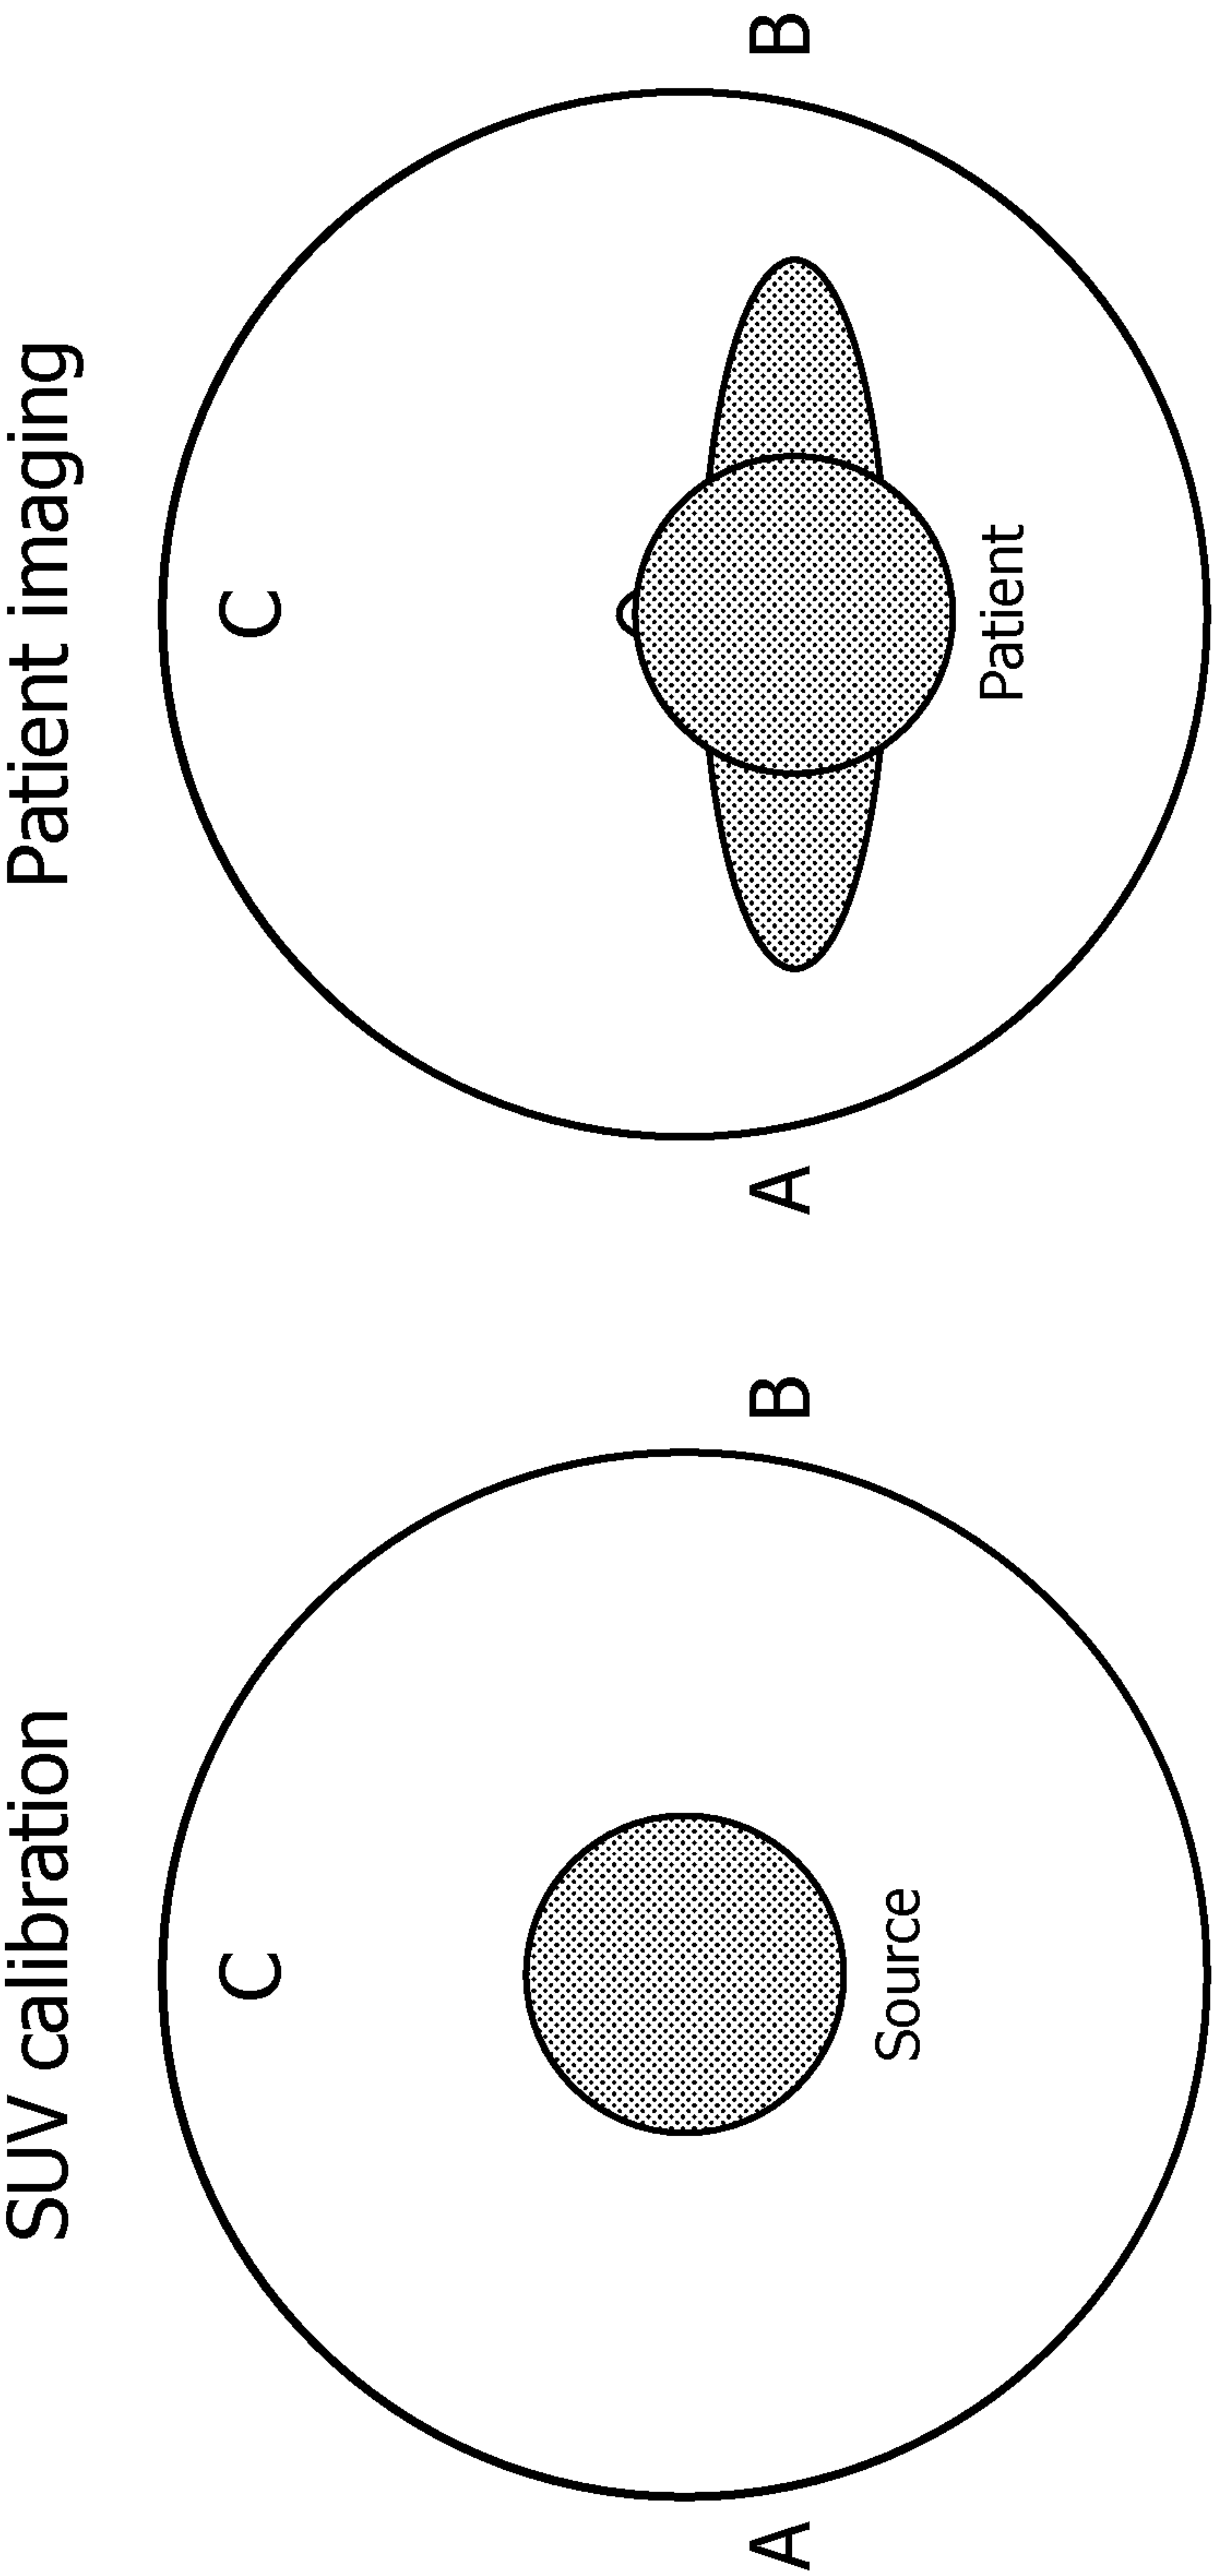 SUV calibration
C
A
B
Source
Patient imaging
C
A
B
Patient